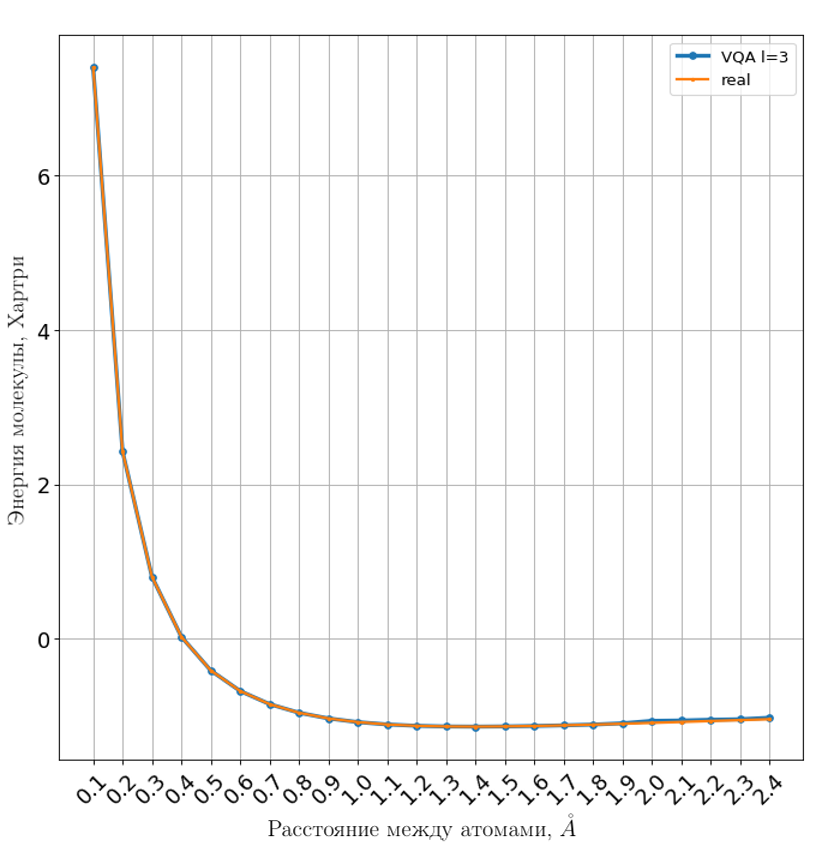 VQA l=3
real
6
4
2
0
Энергия молекулы, Хартри
0.1 0.2 0.3 0.4 0.5 0.6 0.7 0.8 0.9 1.0 1.1 1.2 1.3 1.4 1.5 1.6 1.7 1.8 1.9 2.0 2.1 2.2 2.3 2.4
Расстояние между атомами, Å